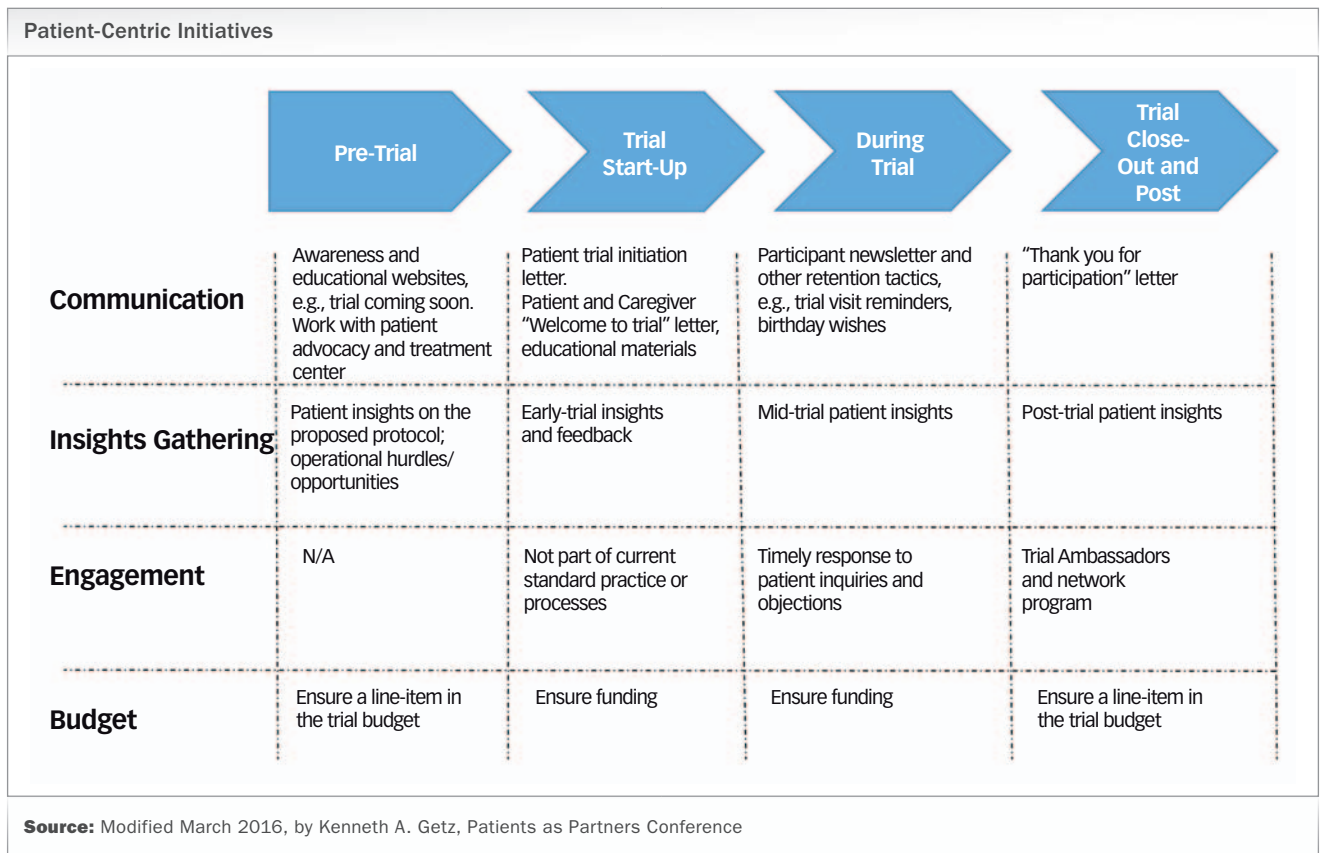 Patient-Centric Initiatives
Pre-Trial
Trial
Start-Up
During
Trial
Trial
Close-
Out and
Post
Communication
Awareness and
educational websites,
e.g., trial coming soon.
Work with patient
advocacy and treatment
center
Patient trial initiation
letter.
Patient and Caregiver
“Welcome to trial” letter,
educational materials
Participant newsletter and
other retention tactics,
e.g., trial visit reminders,
birthday wishes
“Thank you for
participation” letter
Insights Gathering
Patient insights on the
proposed protocol;
operational hurdles/
opportunities
Early-trial insights
and feedback
Mid-trial patient insights
Post-trial patient insights
Engagement
N/A
Not part of current
standard practice or
processes
Timely response to
patient inquiries and
objections
Trial Ambassadors
and network
program
Budget
Ensure a line-item in
the trial budget
Ensure funding
Ensure funding
Ensure a line-item in
the trial budget
Source: Modified March 2016, by Kenneth A. Getz, Patients as Partners Conference